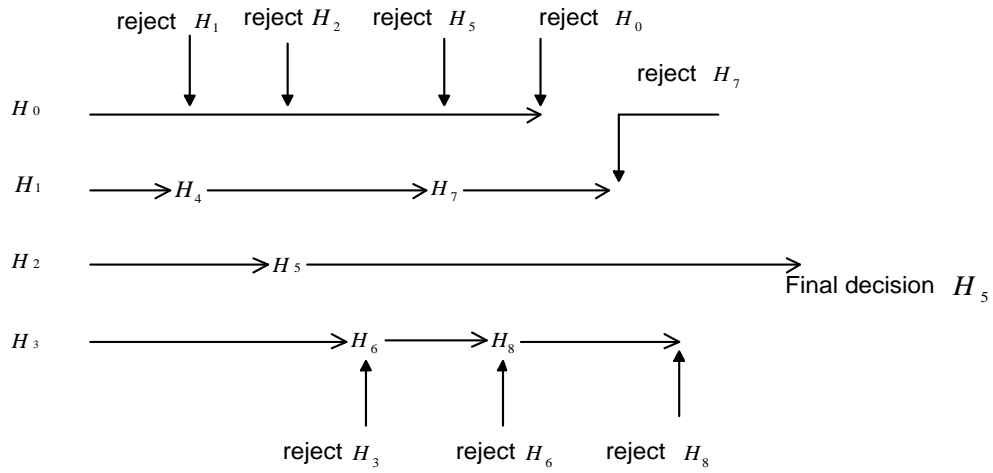 reject H₁ reject H₂ reject H₅ reject H₀
reject H₇
H₀
H₁ H₄ H₇
H₂ H₅
Final decision H₅
H₃ H₆ H₈
reject H₃ reject H₆ reject H₈